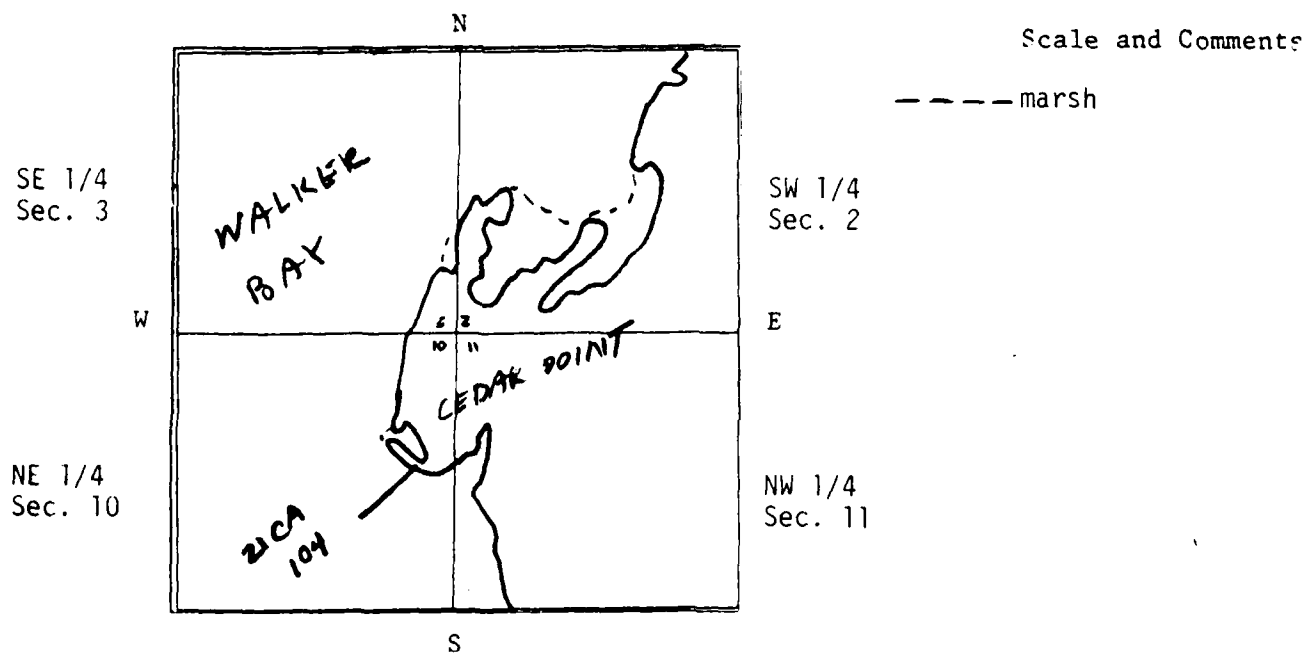 N
Scale and Comments
- - - - - marsh
SE 1/4
Sec. 3
WALKER
BAY
SW 1/4
Sec. 2
W
E
2
10 11
CEDAR POINT
NE 1/4
Sec. 10
NW 1/4
Sec. 11
21CA
104
S